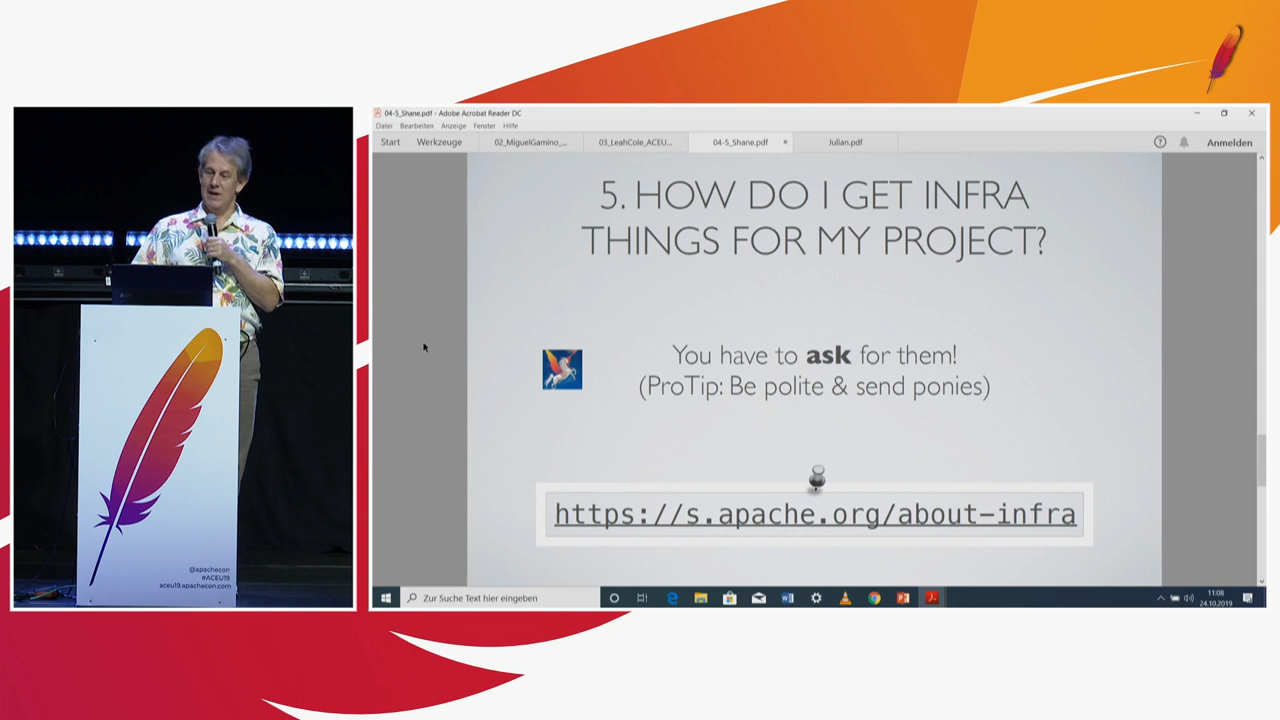 04-5_Shane.pdf - Adobe Acrobat Reader DC
Datei Bearbeiten Anzeige Fenster Hilfe
Start Werkzeuge 02_MiguelGamino_... 03_LeahCole_ACEU... 04-5_Shane.pdf × Julian.pdf Anmelden
5. HOW DO I GET INFRA
THINGS FOR MY PROJECT?
You have to ask for them!
(ProTip: Be polite & send ponies)
https://s.apache.org/about-infra
@apachecon
#ACEU19
aceu19.apachecon.com
Zur Suche Text hier eingeben
11:08
24.10.2019